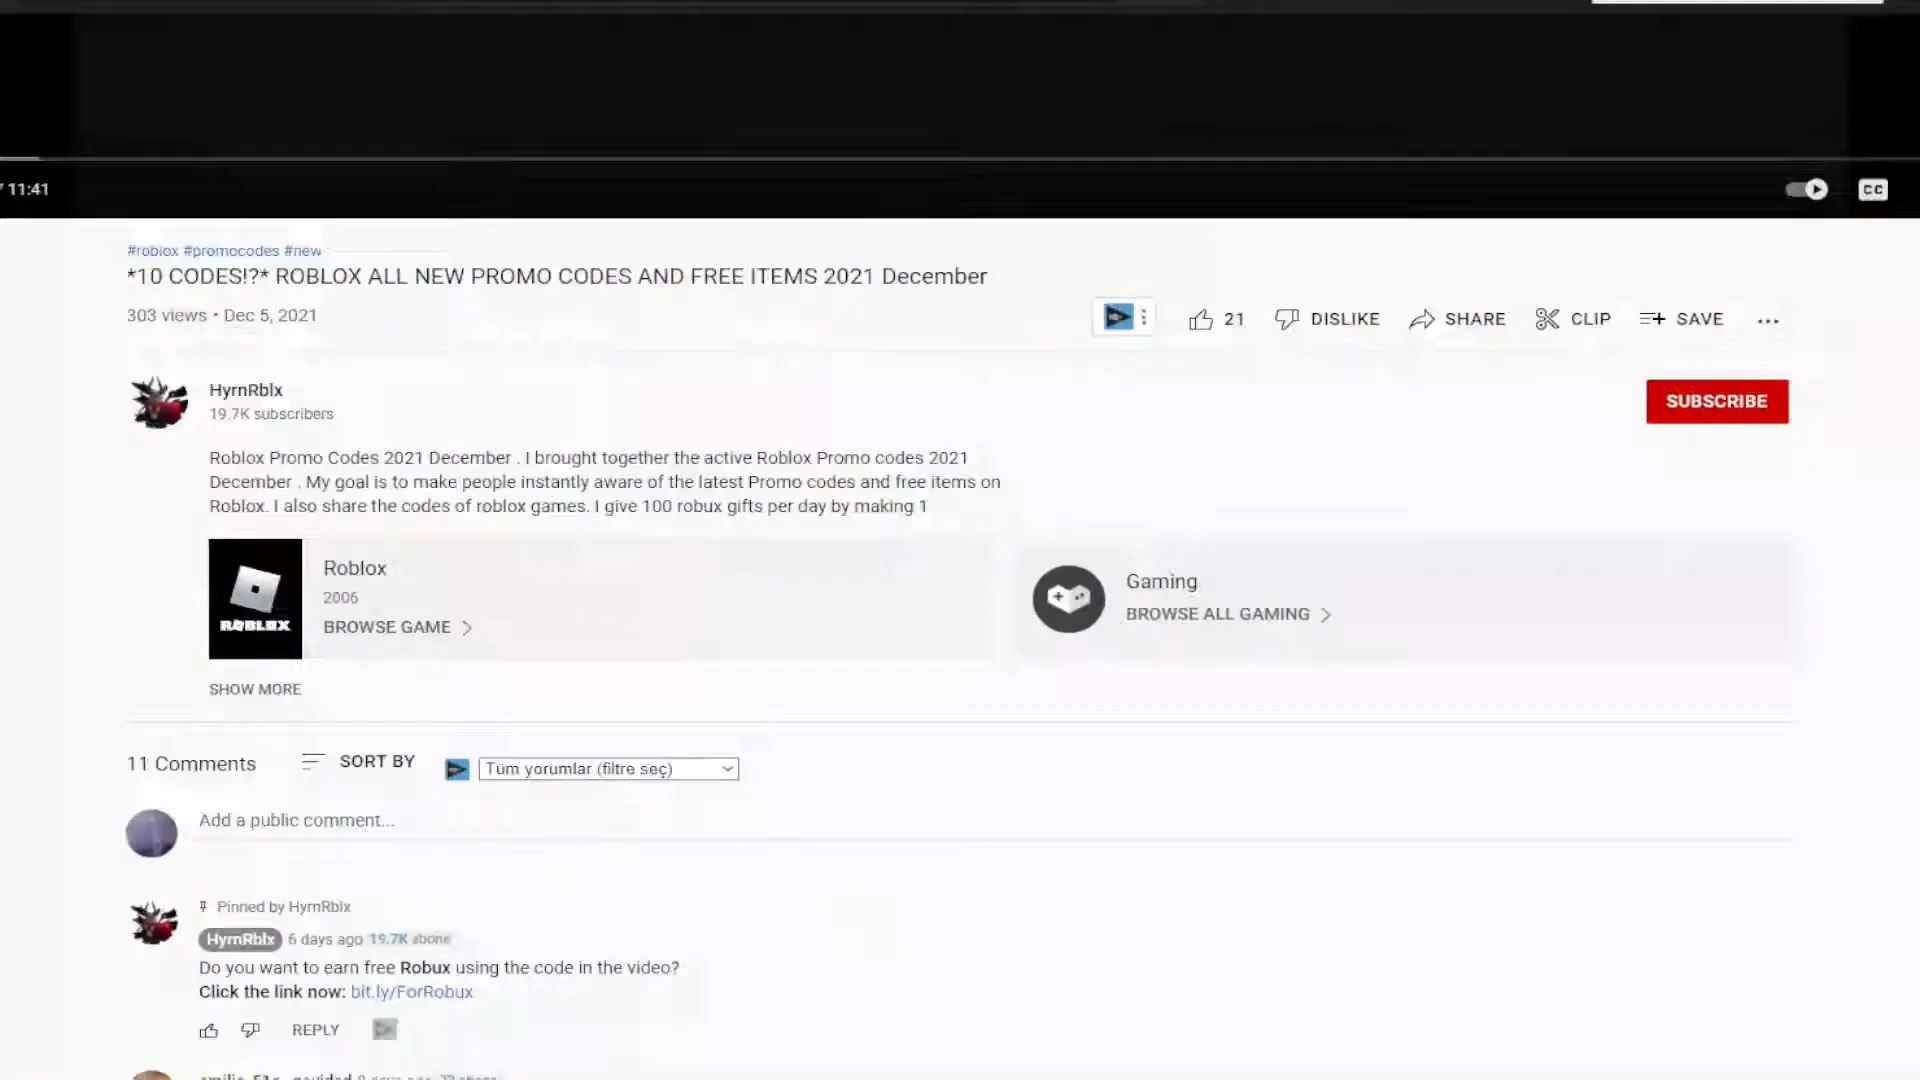 11:41
CC
#roblox #promocodes #new
*10 CODES!?* ROBLOX ALL NEW PROMO CODES AND FREE ITEMS 2021 December
303 views • Dec 5, 2021
21 DISLIKE SHARE CLIP SAVE
HyrnRblx
19.7K subscribers
SUBSCRIBE
Roblox Promo Codes 2021 December . I brought together the active Roblox Promo codes 2021
December . My goal is to make people instantly aware of the latest Promo codes and free items on
Roblox. I also share the codes of roblox games. I give 100 robux gifts per day by making 1
ROBLOX
Roblox
2006
BROWSE GAME
Gaming
BROWSE ALL GAMING
SHOW MORE
11 Comments SORT BY Tüm yorumlar (filtre seç)
Add a public comment...
Pinned by HyrnRblx
HyrnRblx 6 days ago 19.7K abone
Do you want to earn free Robux using the code in the video?
Click the link now: bit.ly/ForRobux
REPLY